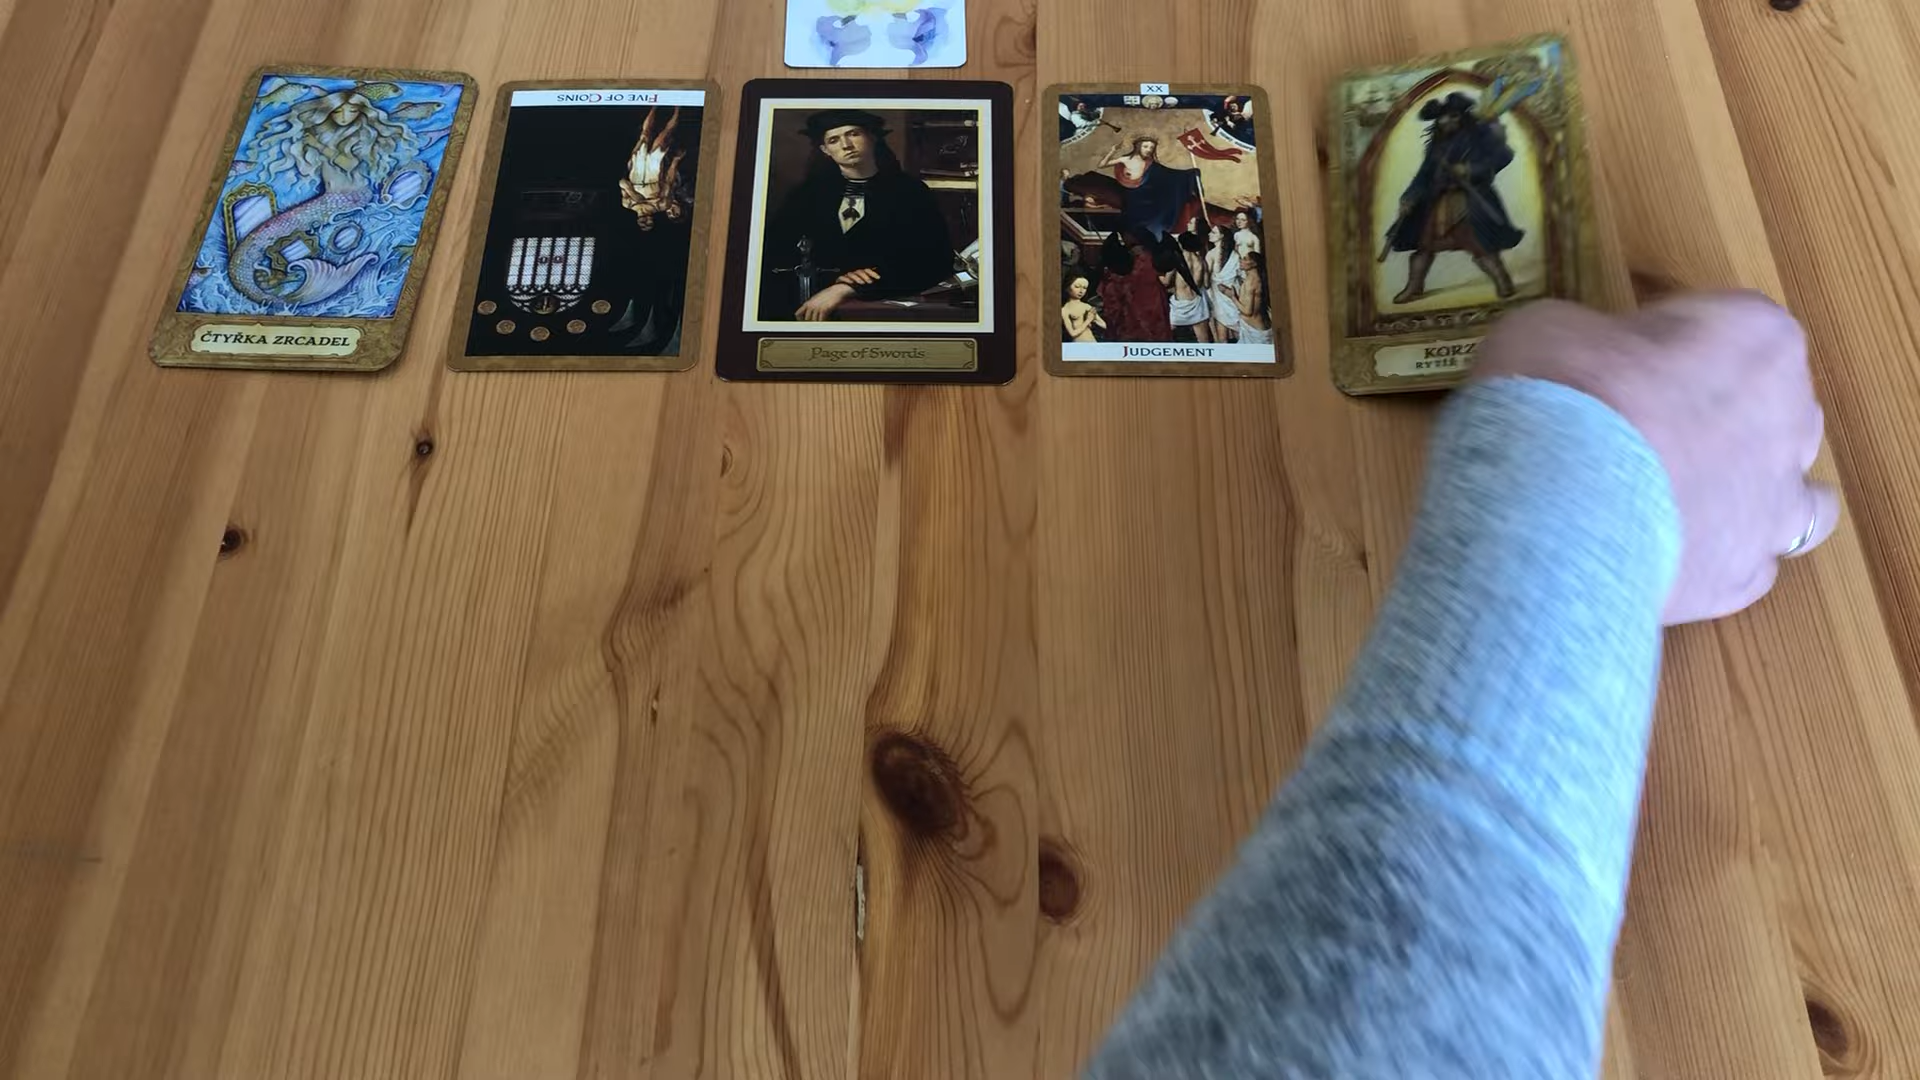 ČTYŘKA ZRCADEL
FIVE OF COINS
Page of Swords
XX
JUDGEMENT
KORZ
RYTÍŘ